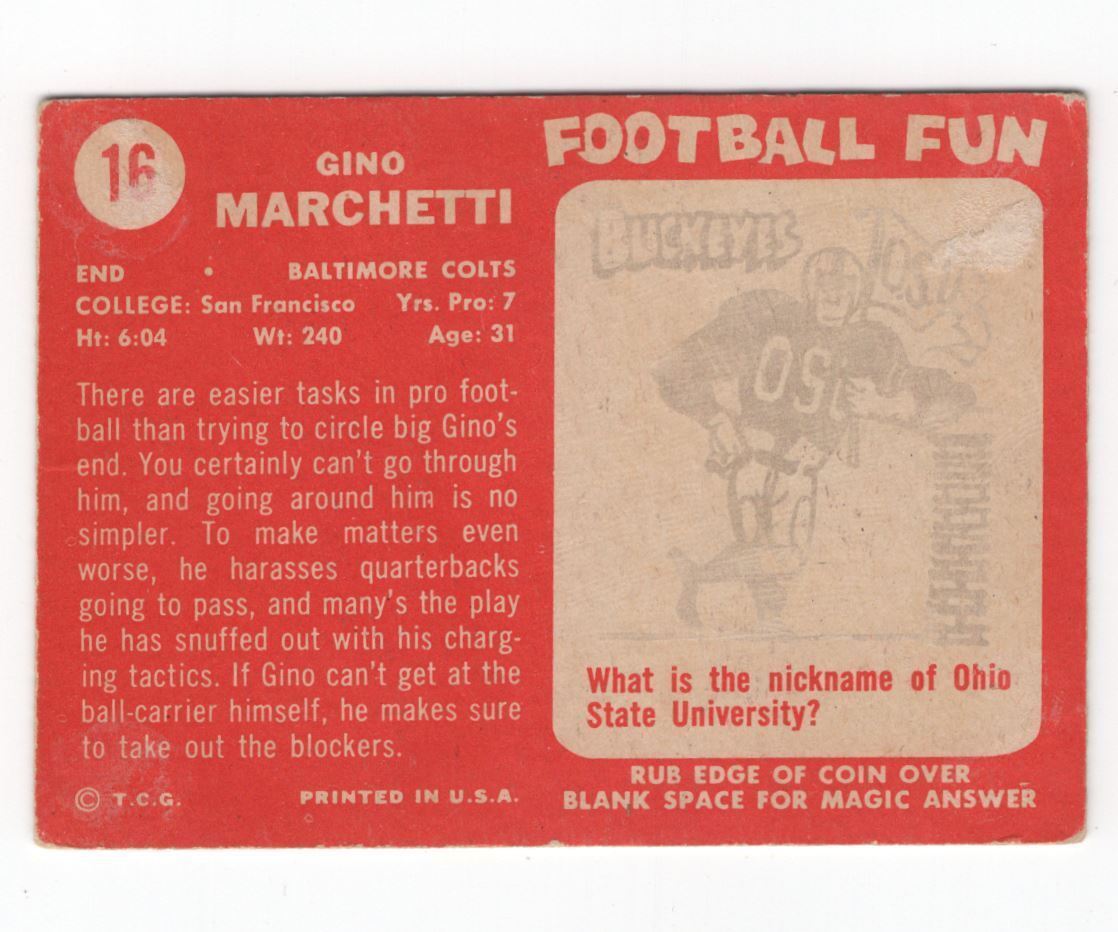 16
GINO
MARCHETTI
END • BALTIMORE COLTS
COLLEGE: San Francisco Yrs. Pro: 7
Ht: 6:04 Wt: 240 Age: 31
There are easier tasks in pro foot-
ball than trying to circle big Gino's
end. You certainly can't go through
him, and going around him is no
simpler. To make matters even
worse, he harasses quarterbacks
going to pass, and many's the play
he has snuffed out with his charg-
ing tactics. If Gino can't get at the
ball-carrier himself, he makes sure
to take out the blockers.
© T.C.G. PRINTED IN U.S.A.
FOOTBALL FUN
BUCKEYES
OSU
OSU
What is the nickname of Ohio
State University?
RUB EDGE OF COIN OVER
BLANK SPACE FOR MAGIC ANSWER